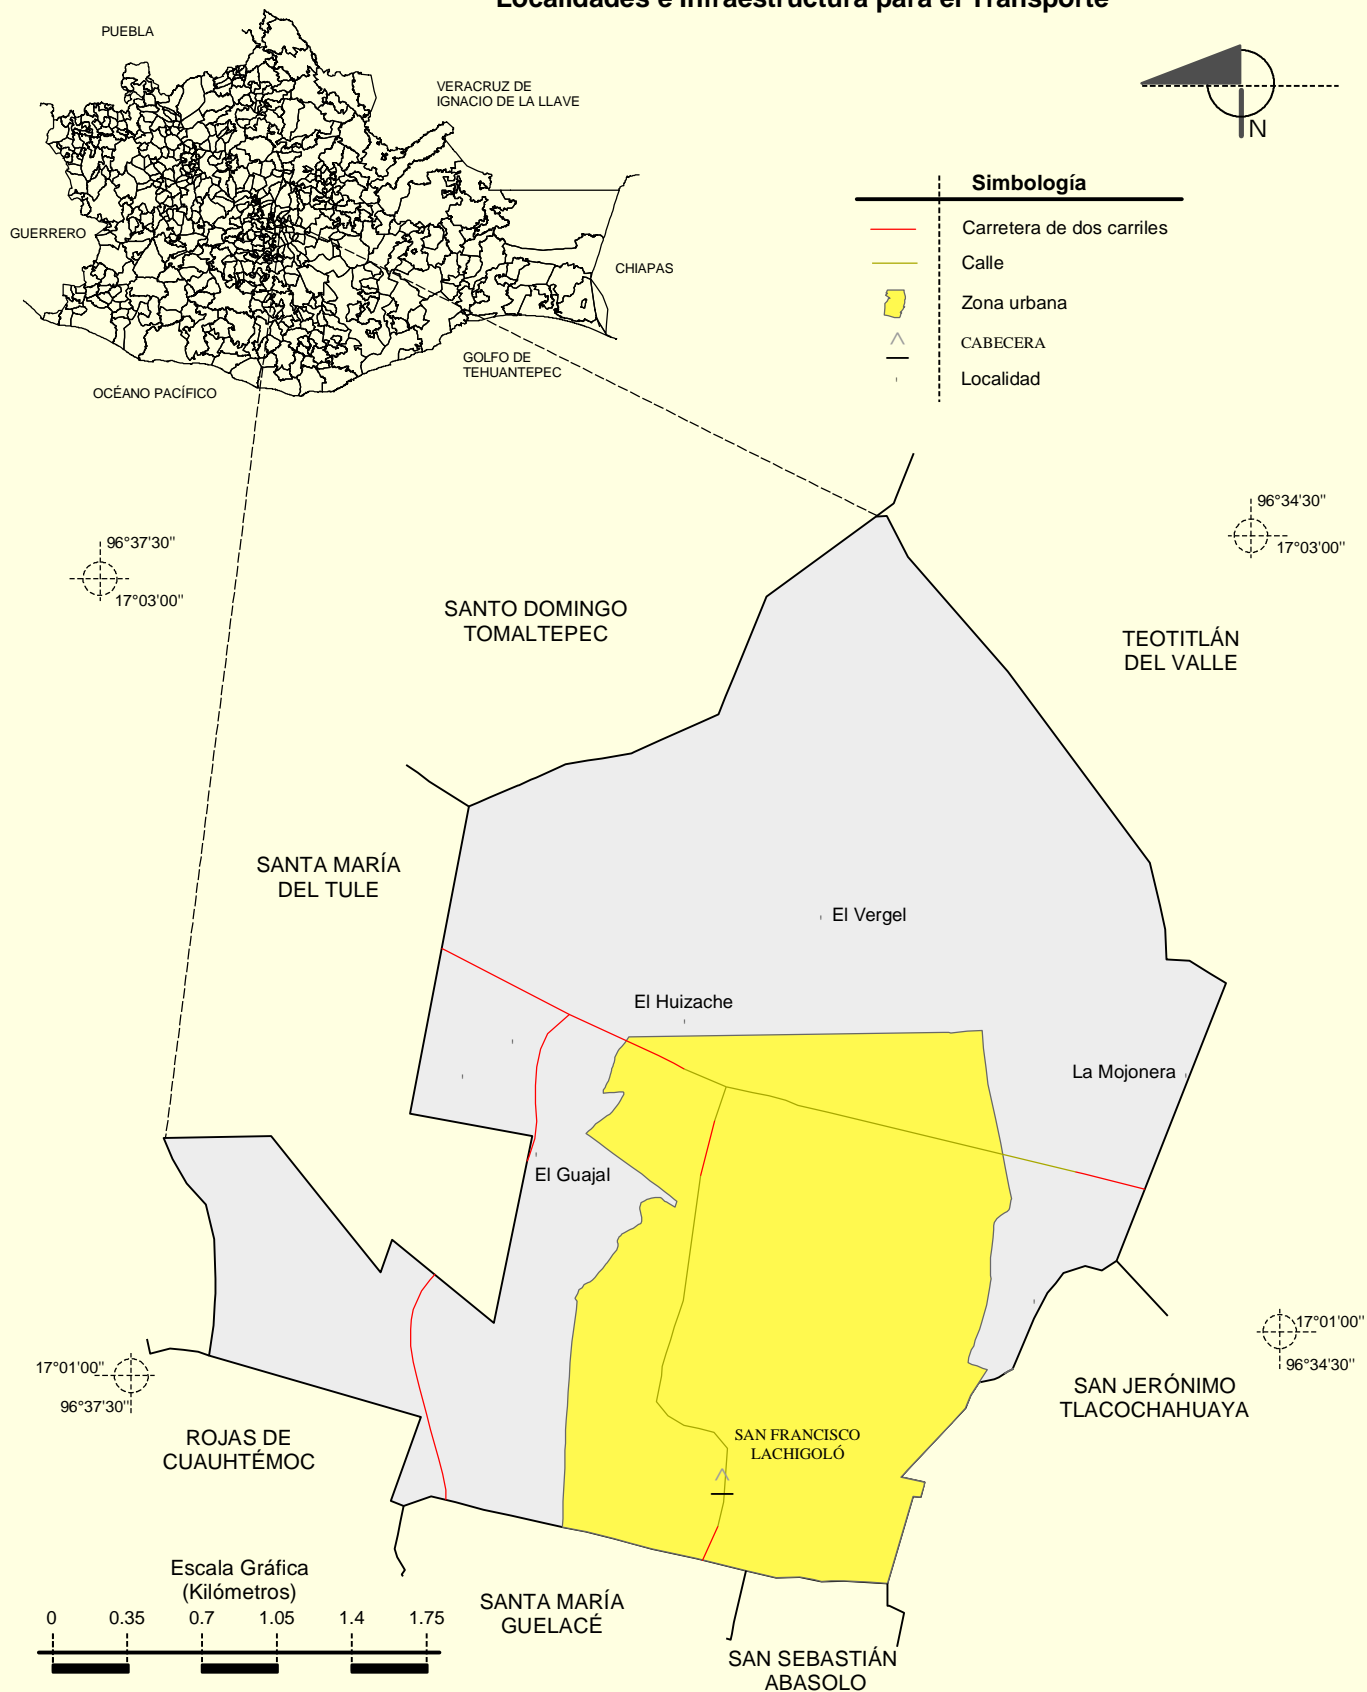 Localidades e Infraestructura para el Transporte
PUEBLA
VERACRUZ DE
IGNACIO DE LA LLAVE
GUERRERO
CHIAPAS
GOLFO DE
TEHUANTEPEC
OCÉANO PACÍFICO
N
Simbología
Carretera de dos carriles
Calle
Zona urbana
CABECERA
Localidad
96°37'30"
17°03'00"
96°34'30"
17°03'00"
SANTO DOMINGO
TOMALTEPEC
TEOTITLÁN
DEL VALLE
SANTA MARÍA
DEL TULE
El Vergel
El Huizache
La Mojonera
El Guajal
17°01'00"
96°37'30"
17°01'00"
96°34'30"
SAN JERÓNIMO
TLACOCHAHUAYA
ROJAS DE
CUAUHTÉMOC
SAN FRANCISCO
LACHIGOLÓ
Escala Gráfica
(Kilómetros)
0 0.35 0.7 1.05 1.4 1.75
SANTA MARÍA
GUELACÉ
SAN SEBASTIÁN
ABASOLO